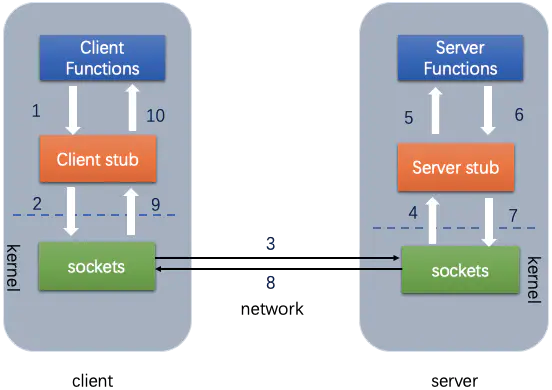 Client
Functions
Server
Functions
1
10
5
6
Client stub
Server stub
2
9
4
7
kernel
sockets
3
8
network
sockets
kernel
client
server